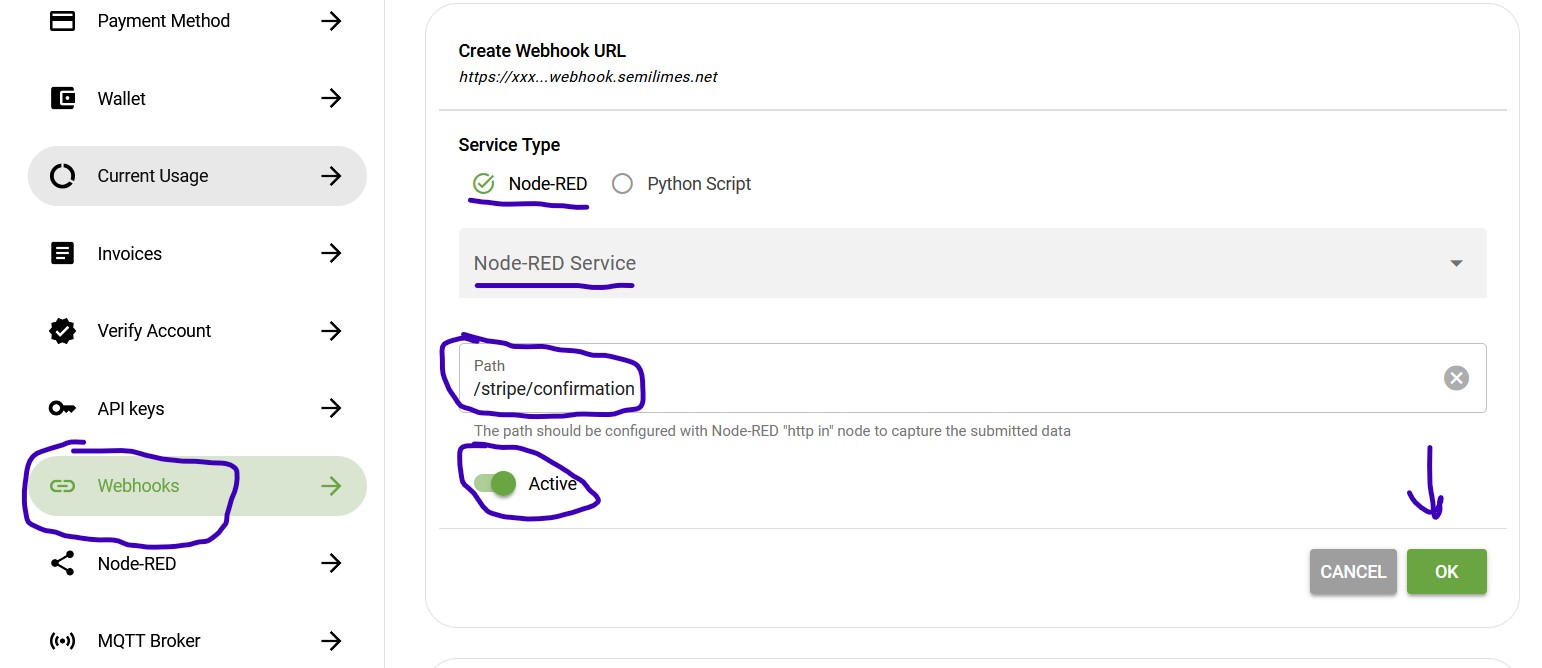 Payment Method
Wallet
Current Usage
Invoices
Verify Account
API keys
Webhooks
Node-RED
MQTT Broker
Create Webhook URL
https://xxx...webhook.semilimes.net
Service Type
Node-RED Python Script
Node-RED Service
Path
/stripe/confirmation
The path should be configured with Node-RED "http in" node to capture the submitted data
Active
CANCEL OK